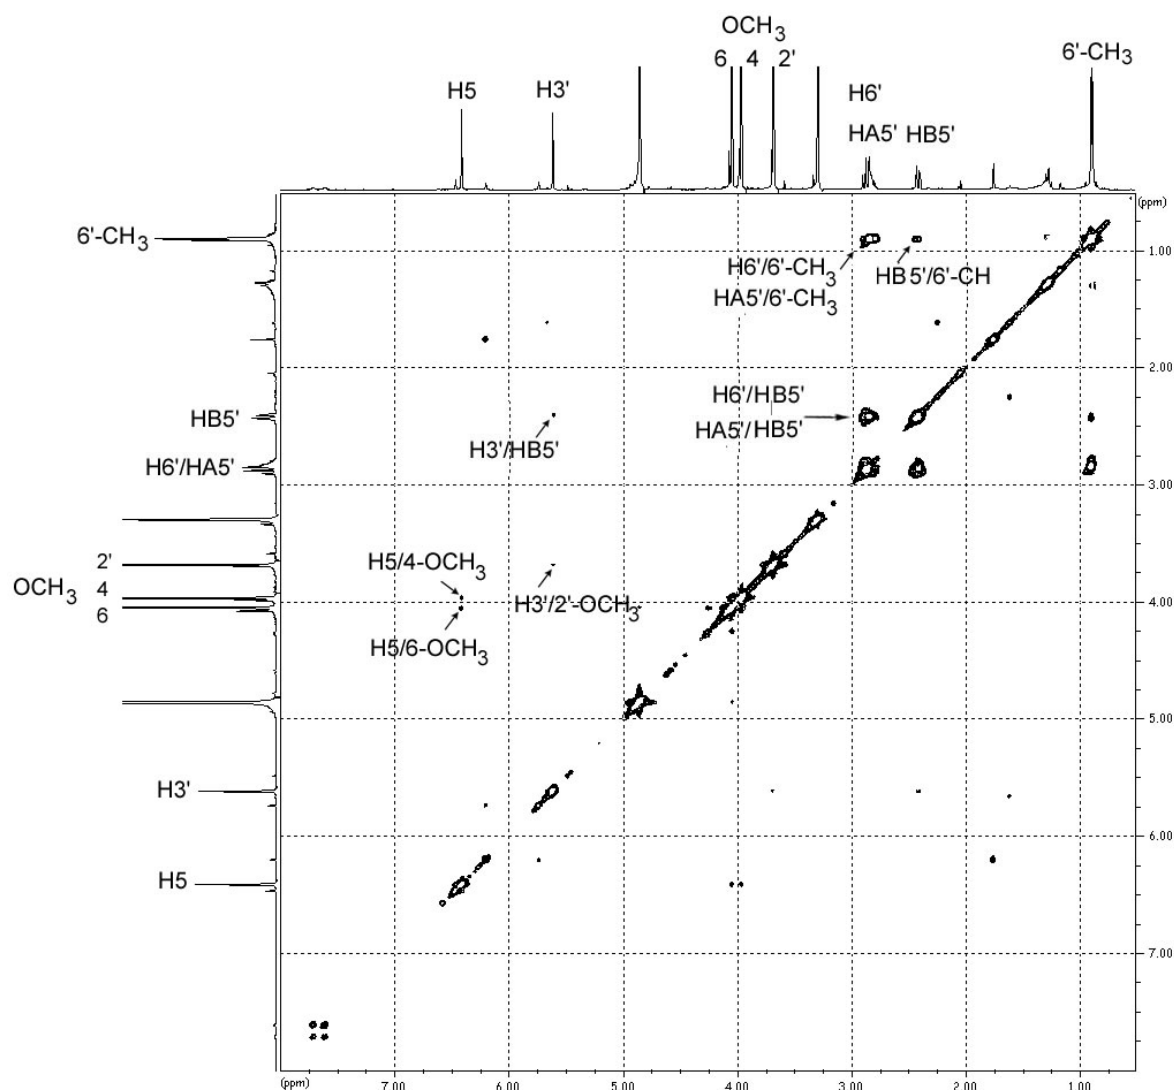 OCH3
6 4 2'
6'-CH3
H5
H3'
H6'
HA5' HB5'
(ppm)
6'-CH3
1.00
H6'/6'-CH3
HB5'/6'-CH
HA5'/6'-CH3
2.00
HB5'
H6'/HB5'
HA5'/HB5'
H3'/HB5'
H6'/HA5'
3.00
2'
H5/4-OCH3
OCH3
4
H3'/2'-OCH3
4.00
6
H5/6-OCH3
5.00
H3'
6.00
H5
7.00
(ppm) 7.00 6.00 5.00 4.00 3.00 2.00 1.00